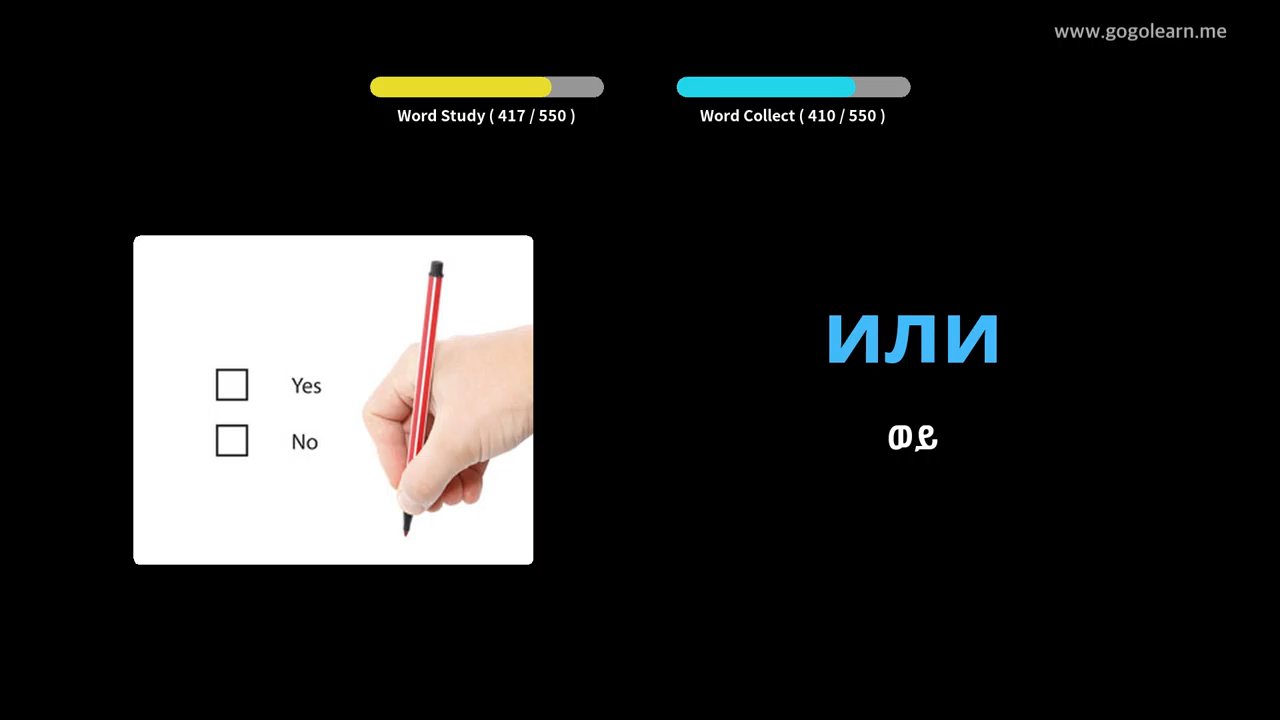 www.gogolearn.me
Word Study ( 417 / 550 )
Word Collect ( 410 / 550 )
Yes
No
или
ወይ